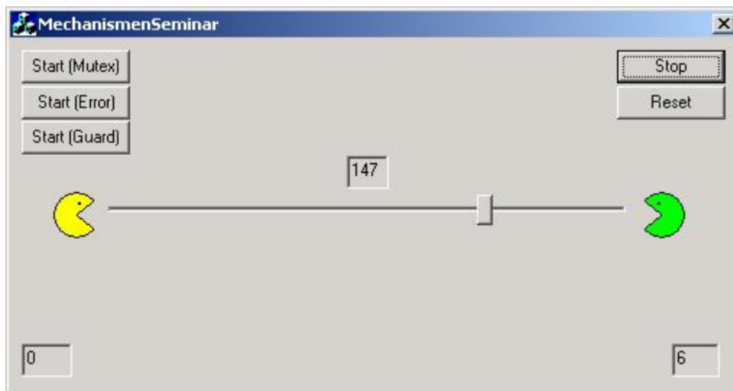 MechanismenSeminar
Start (Mutex)
Stop
Start (Error)
Reset
Start (Guard)
147
0
6